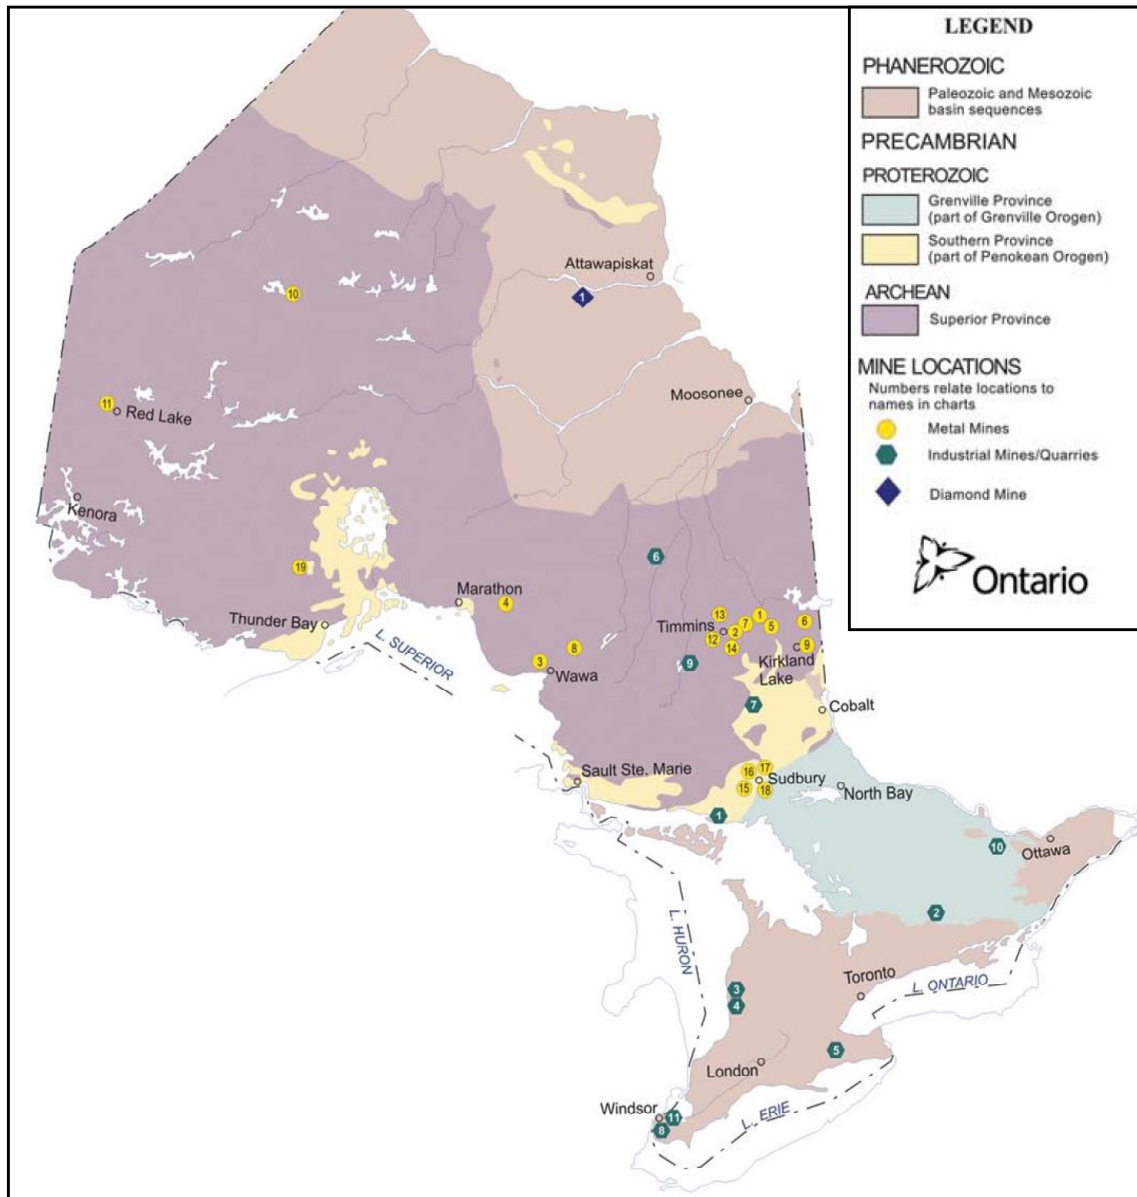 LEGEND
PHANEROZOIC
Paleozoic and Mesozoic
basin sequences
PRECAMBRIAN
PROTEROZOIC
Grenville Province
(part of Grenville Orogen)
Southern Province
(part of Penokean Orogen)
ARCHEAN
Superior Province
MINE LOCATIONS
Numbers relate locations to
names in charts
Metal Mines
Industrial Mines/Quarries
Diamond Mine
Ontario
Attawapiskat
1
10
Moosonee
11
Red Lake
Kenora
6
19
Marathon
4
Thunder Bay
L. SUPERIOR
13
1
6
Timmins
2
7
5
12
14
9
Kirkland
Lake
8
3
Wawa
9
7
Cobalt
Sault Ste. Marie
16
17
Sudbury
15
18
North Bay
1
10
Ottawa
2
L. HURON
3
4
Toronto
L. ONTARIO
5
London
Windsor
11
8
L. ERIE